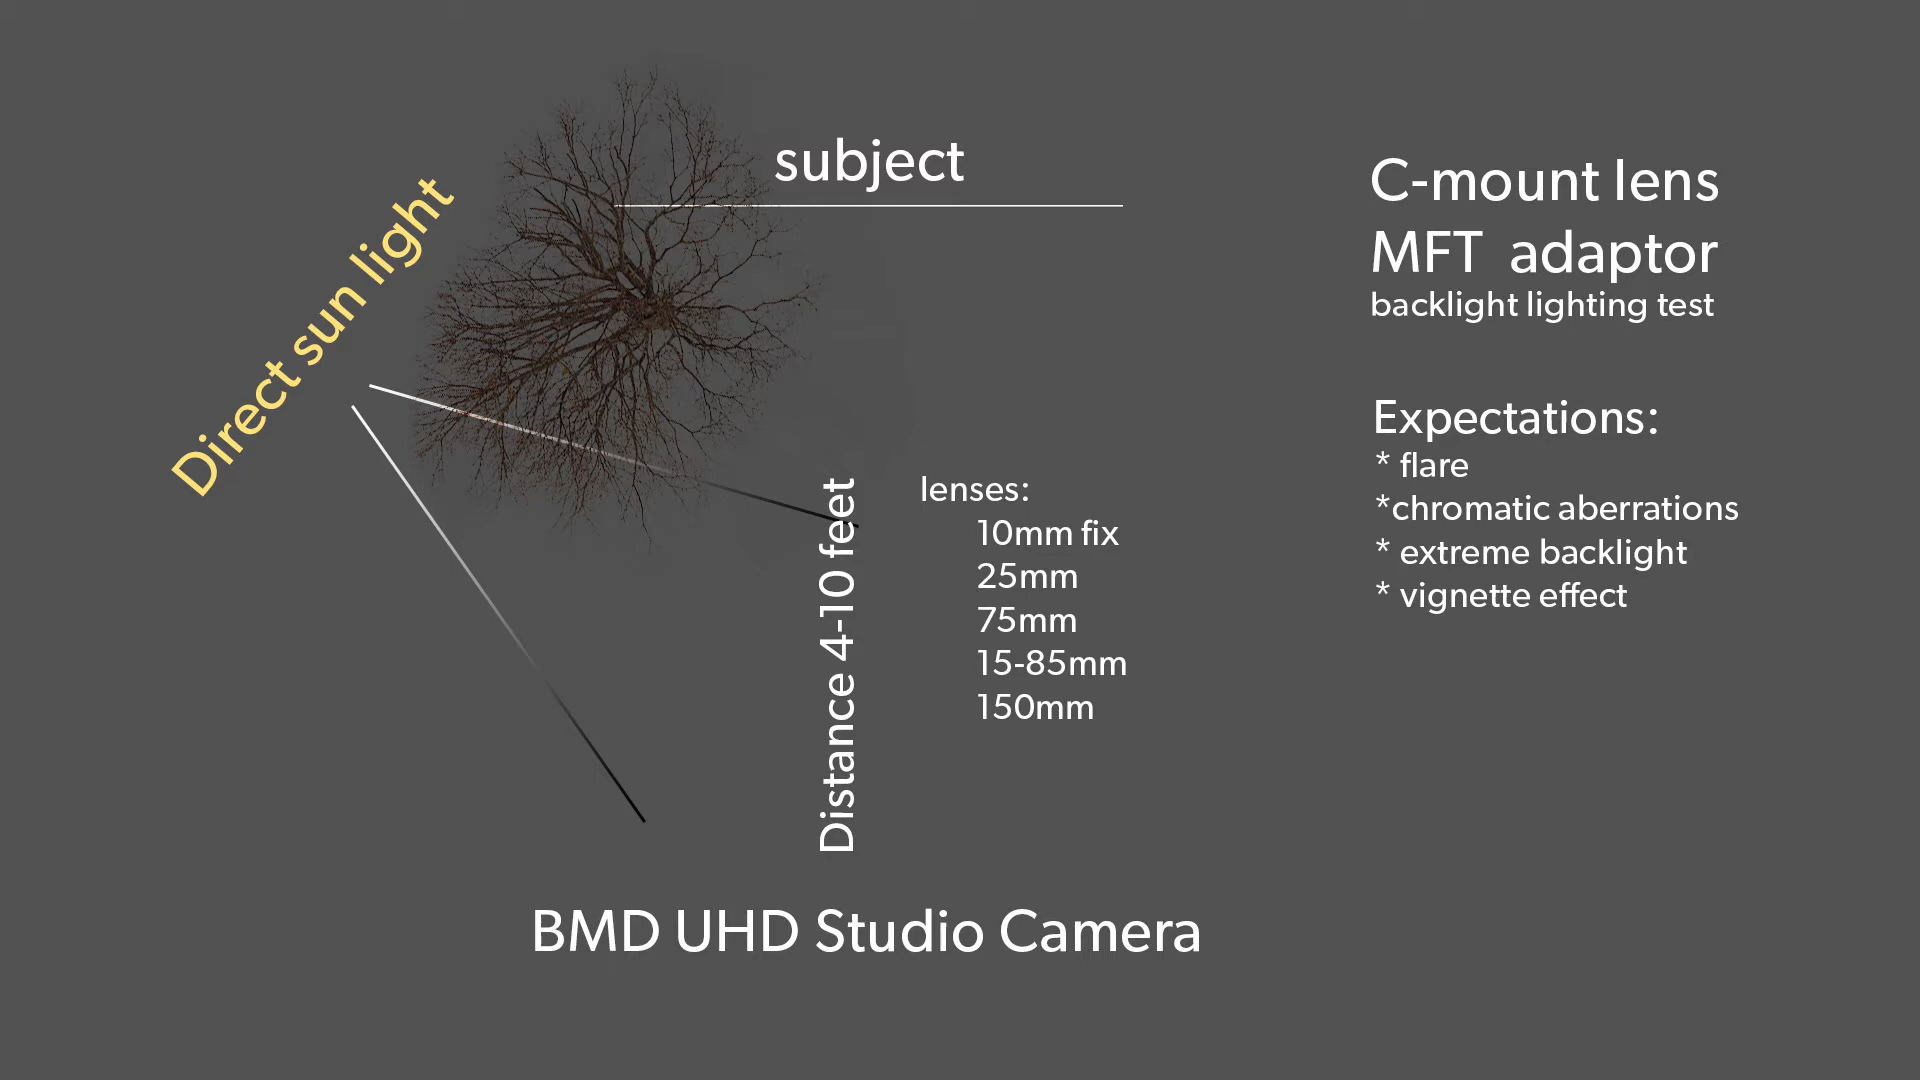 subject
Direct sun light
Distance 4-10 feet
lenses:
10mm fix
25mm
75mm
15-85mm
150mm
BMD UHD Studio Camera
C-mount lens
MFT adaptor
backlight lighting test
Expectations:
* flare
*chromatic aberrations
* extreme backlight
* vignette effect